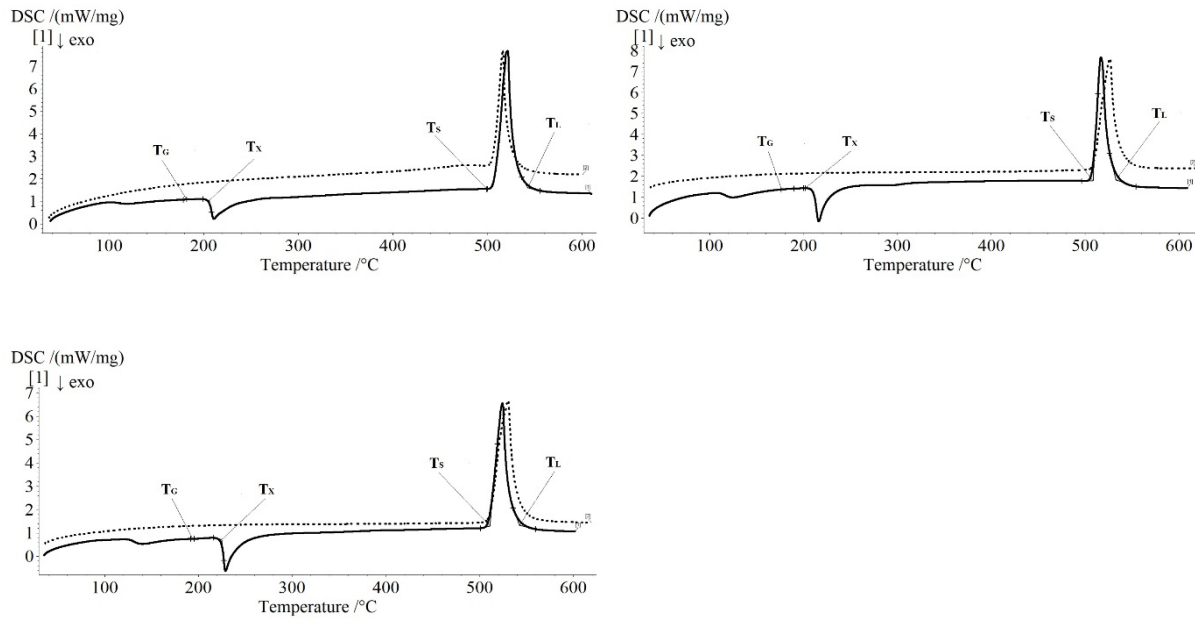 DSC /(mW/mg)
[1] ↓ exo
7
6
5
4
3
2
1
0
TG
TX
TS
TL
100 200 300 400 500 600
Temperature /°C
DSC /(mW/mg)
[1] ↓ exo
8
7
6
5
4
3
2
1
0
TG
TX
TS
TL
100 200 300 400 500 600
Temperature /°C
DSC /(mW/mg)
[1] ↓ exo
7
6
5
4
3
2
1
0
TG
TX
TS
TL
100 200 300 400 500 600
Temperature /°C